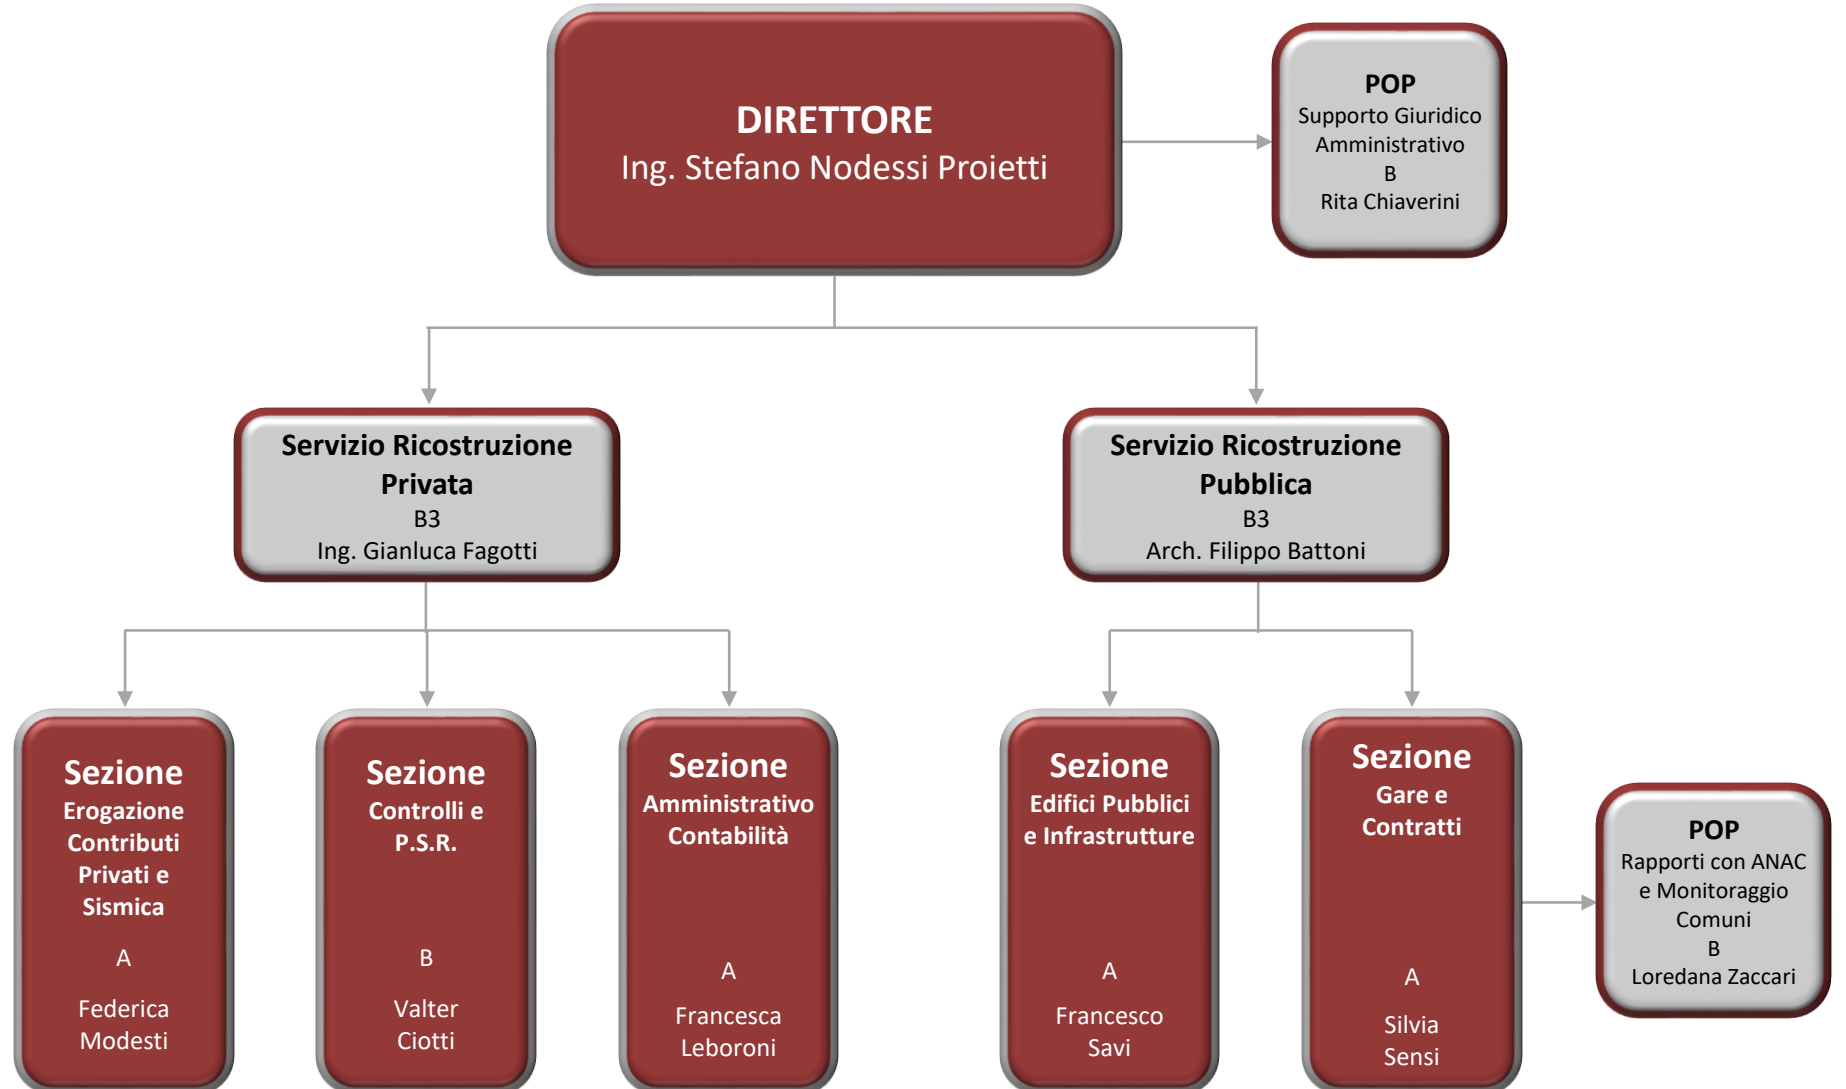 DIRETTORE
Ing. Stefano Nodessi Proietti
POP
Supporto Giuridico
Amministrativo
B
Rita Chiaverini
Servizio Ricostruzione
Privata
B3
Ing. Gianluca Fagotti
Servizio Ricostruzione
Pubblica
B3
Arch. Filippo Battoni
Sezione
Erogazione
Contributi
Privati e
Sismica
A
Federica
Modesti
Sezione
Controlli e
P.S.R.
B
Valter
Ciotti
Sezione
Amministrativo
Contabilità
A
Francesca
Leboroni
Sezione
Edifici Pubblici
e Infrastrutture
A
Francesco
Savi
Sezione
Gare e
Contratti
A
Silvia
Sensi
POP
Rapporti con ANAC
e Monitoraggio
Comuni
B
Loredana Zaccari